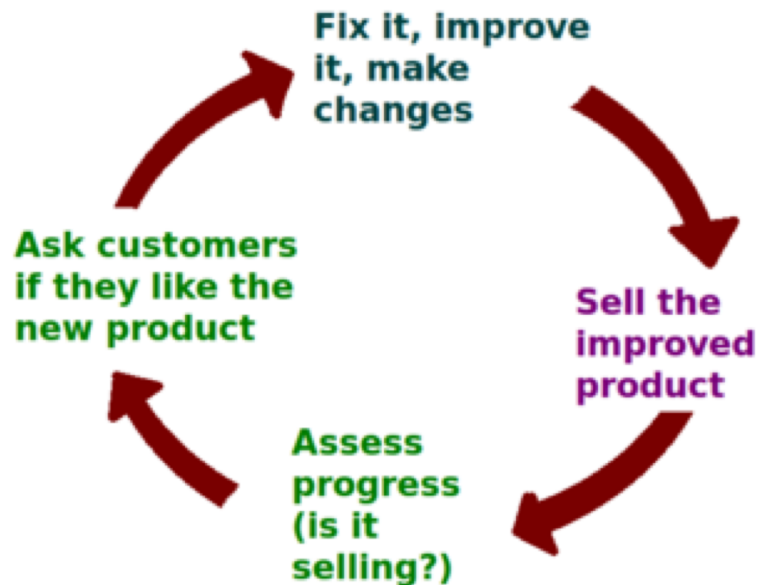 Fix it, improve
it, make
changes
Sell the
improved
product
Assess
progress
(is it
selling?)
Ask customers
if they like the
new product